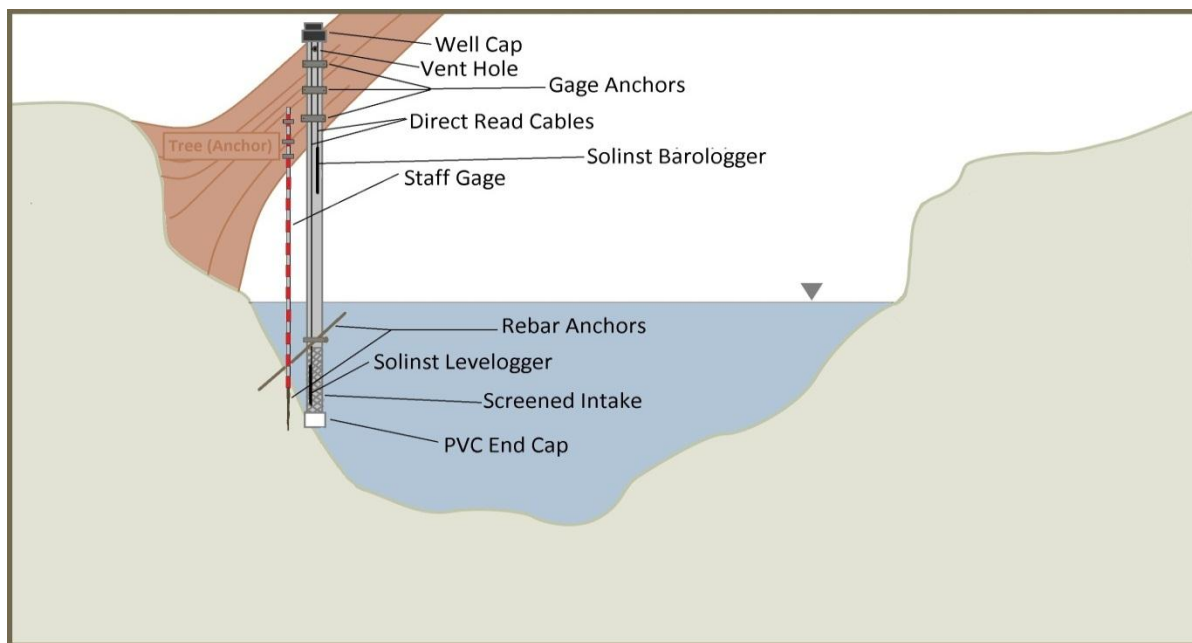 Well Cap
Vent Hole
Gage Anchors
Direct Read Cables
Tree (Anchor)
Solinst Barologger
Staff Gage
Rebar Anchors
Solinst Levelogger
Screened Intake
PVC End Cap